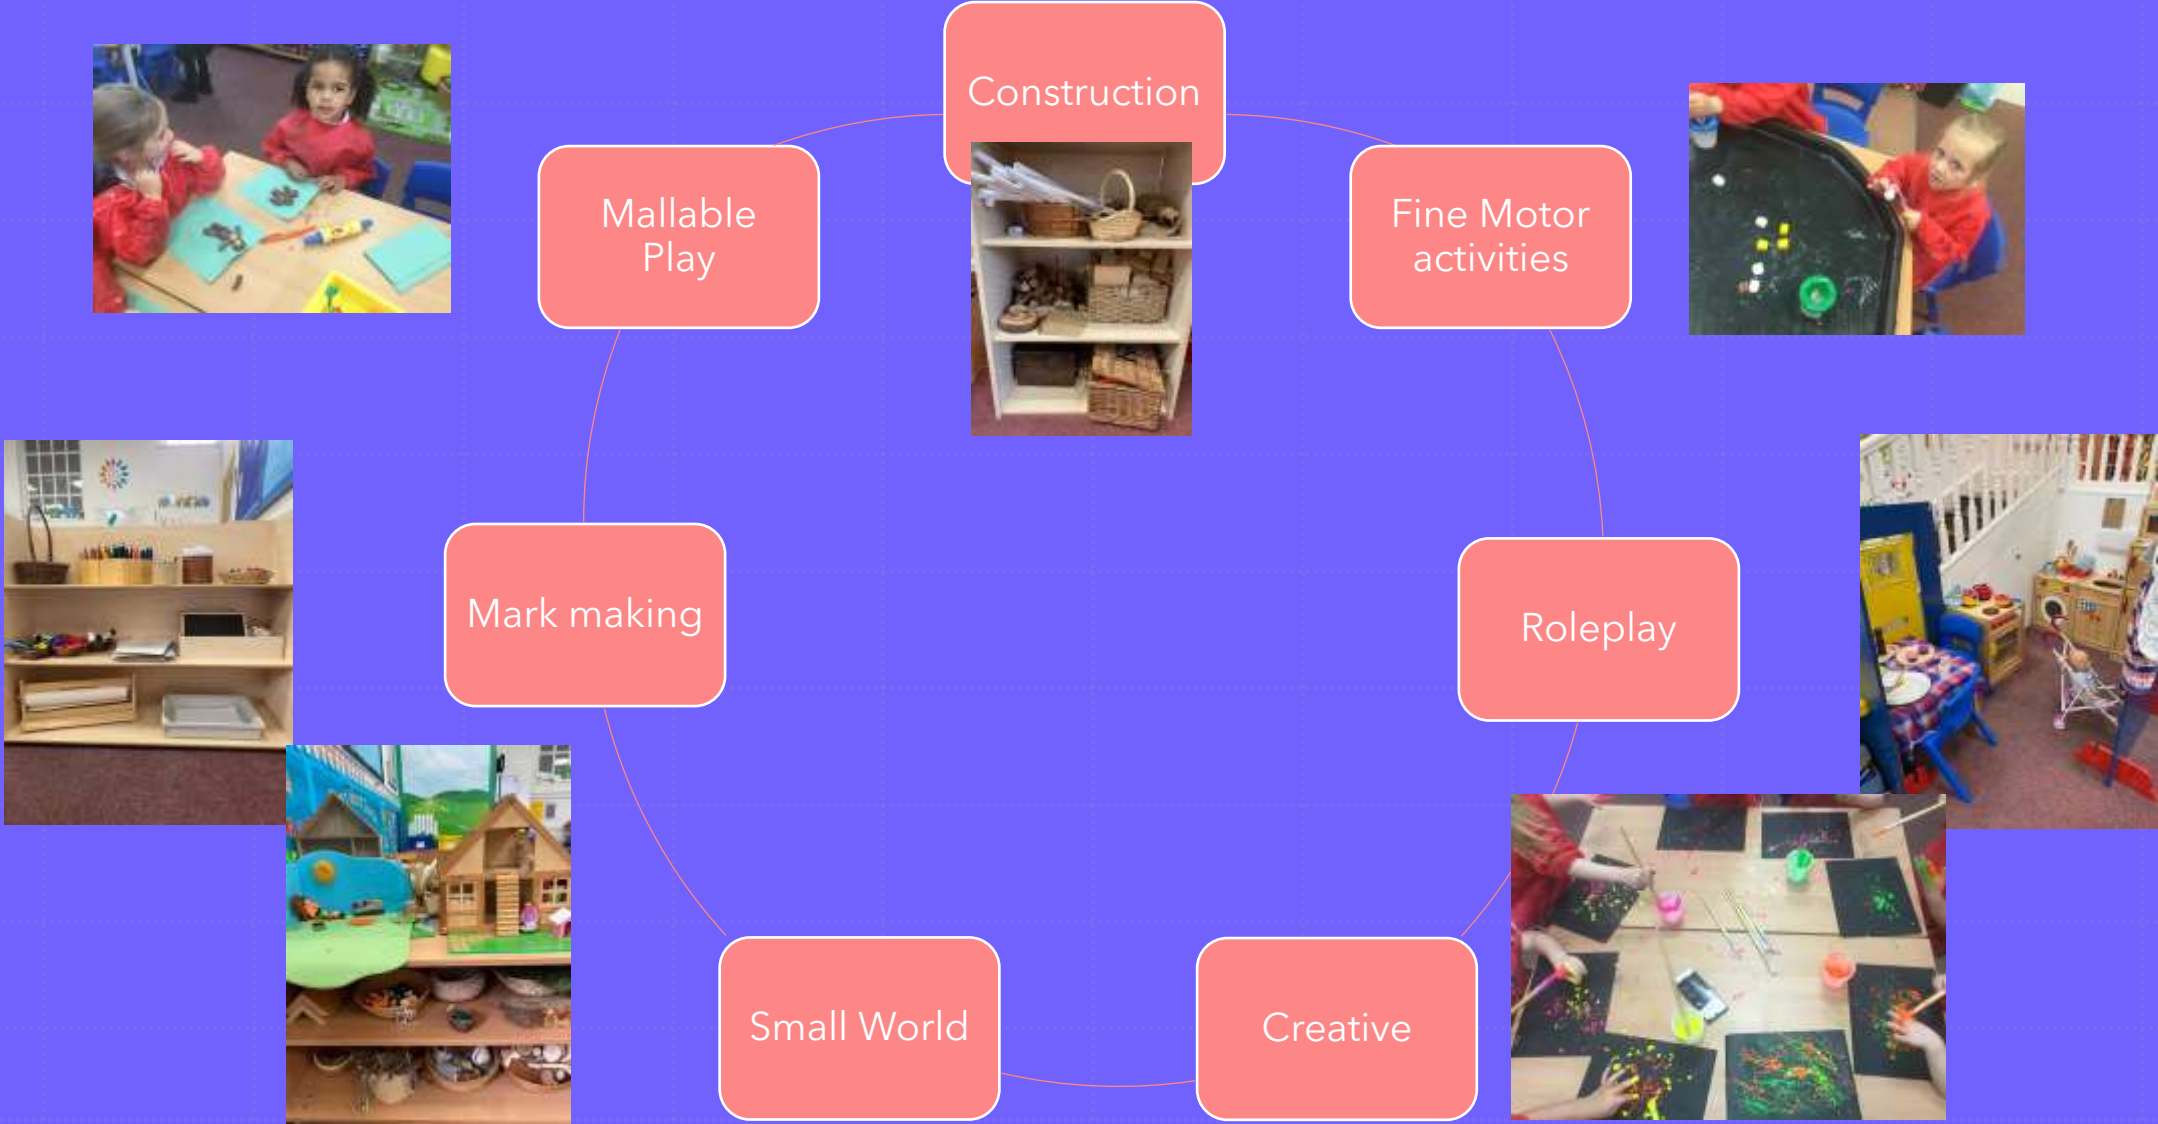 Construction
Mallable
Play
Fine Motor
activities
Mark making
Roleplay
Small World
Creative